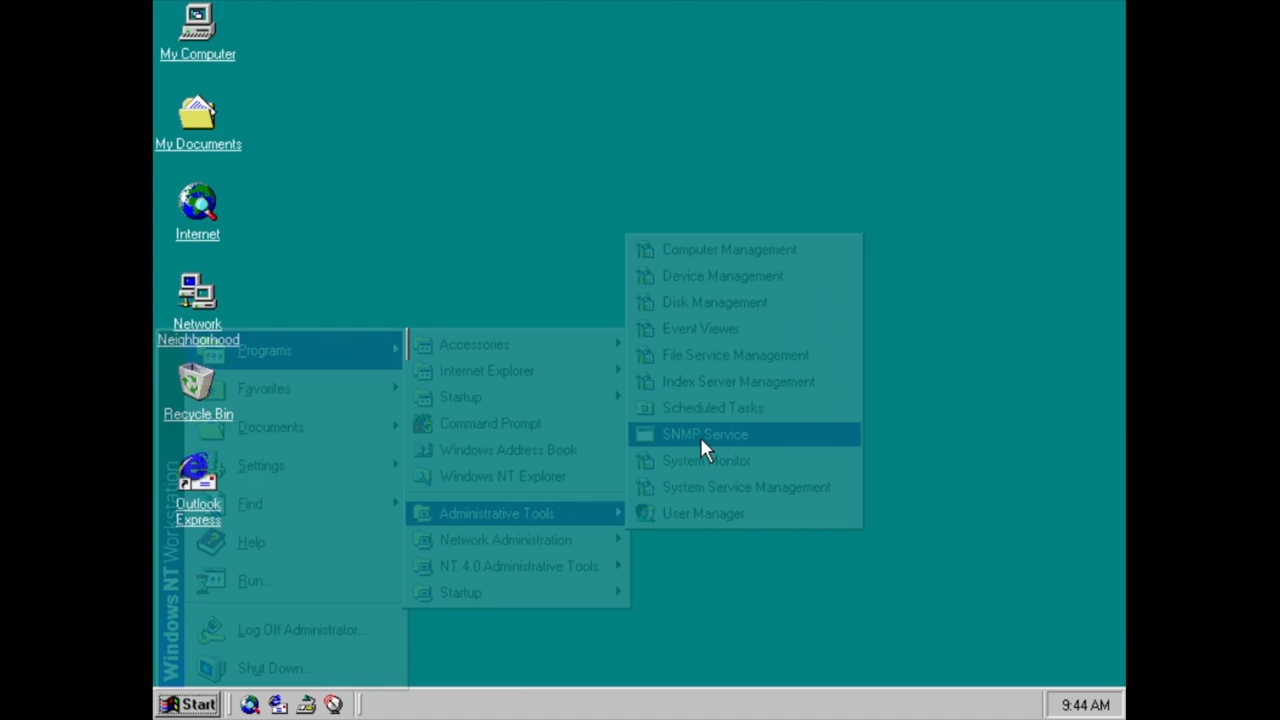 My Computer
My Documents
Internet
Network
Neighborhood
Recycle Bin
Outlook
Express
Programs
Favorites
Documents
Settings
Find
Help
Run...
Log Off Administrator...
Shut Down...
Windows NT Workstation
Accessories
Internet Explorer
Startup
Command Prompt
Windows Address Book
Windows NT Explorer
Administrative Tools
Network Administration
NT 4.0 Administrative Tools
Startup
Computer Management
Device Management
Disk Management
Event Viewer
File Service Management
Index Server Management
Scheduled Tasks
SNMP Service
System Monitor
System Service Management
User Manager
Start
9:44 AM